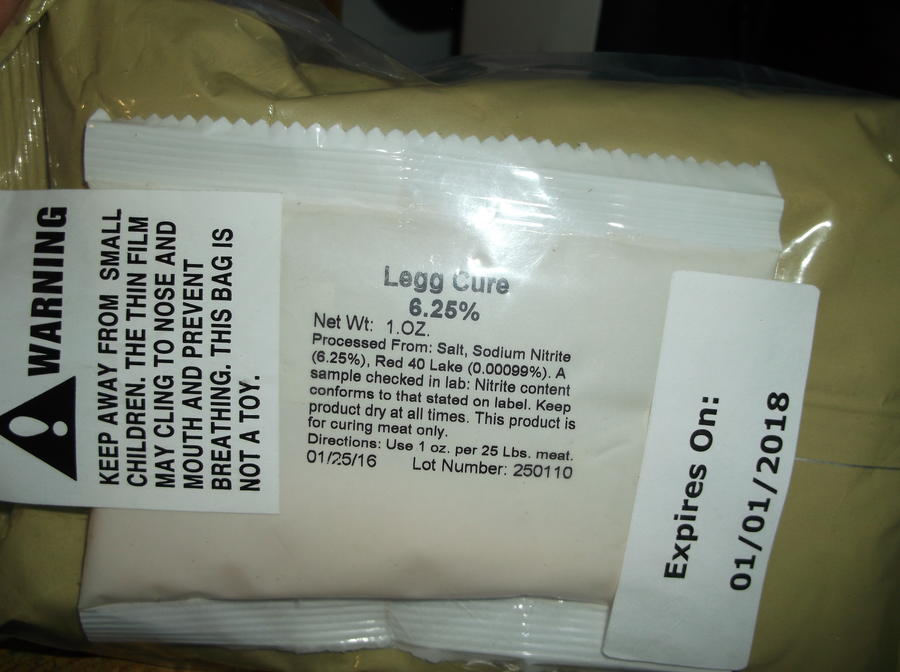 WARNING
KEEP AWAY FROM SMALL
CHILDREN. THE THIN FILM
MAY CLING TO NOSE AND
MOUTH AND PREVENT
BREATHING. THIS BAG IS
NOT A TOY.
Legg Cure
6.25%
Net Wt: 1.OZ.
Processed From: Salt, Sodium Nitrite
(6.25%), Red 40 Lake (0.00099%). A
sample checked in lab: Nitrite content
conforms to that stated on label. Keep
product dry at all times. This product is
for curing meat only.
Directions: Use 1 oz. per 25 Lbs. meat.
01/25/16 Lot Number: 250110
Expires On:
01/01/2018